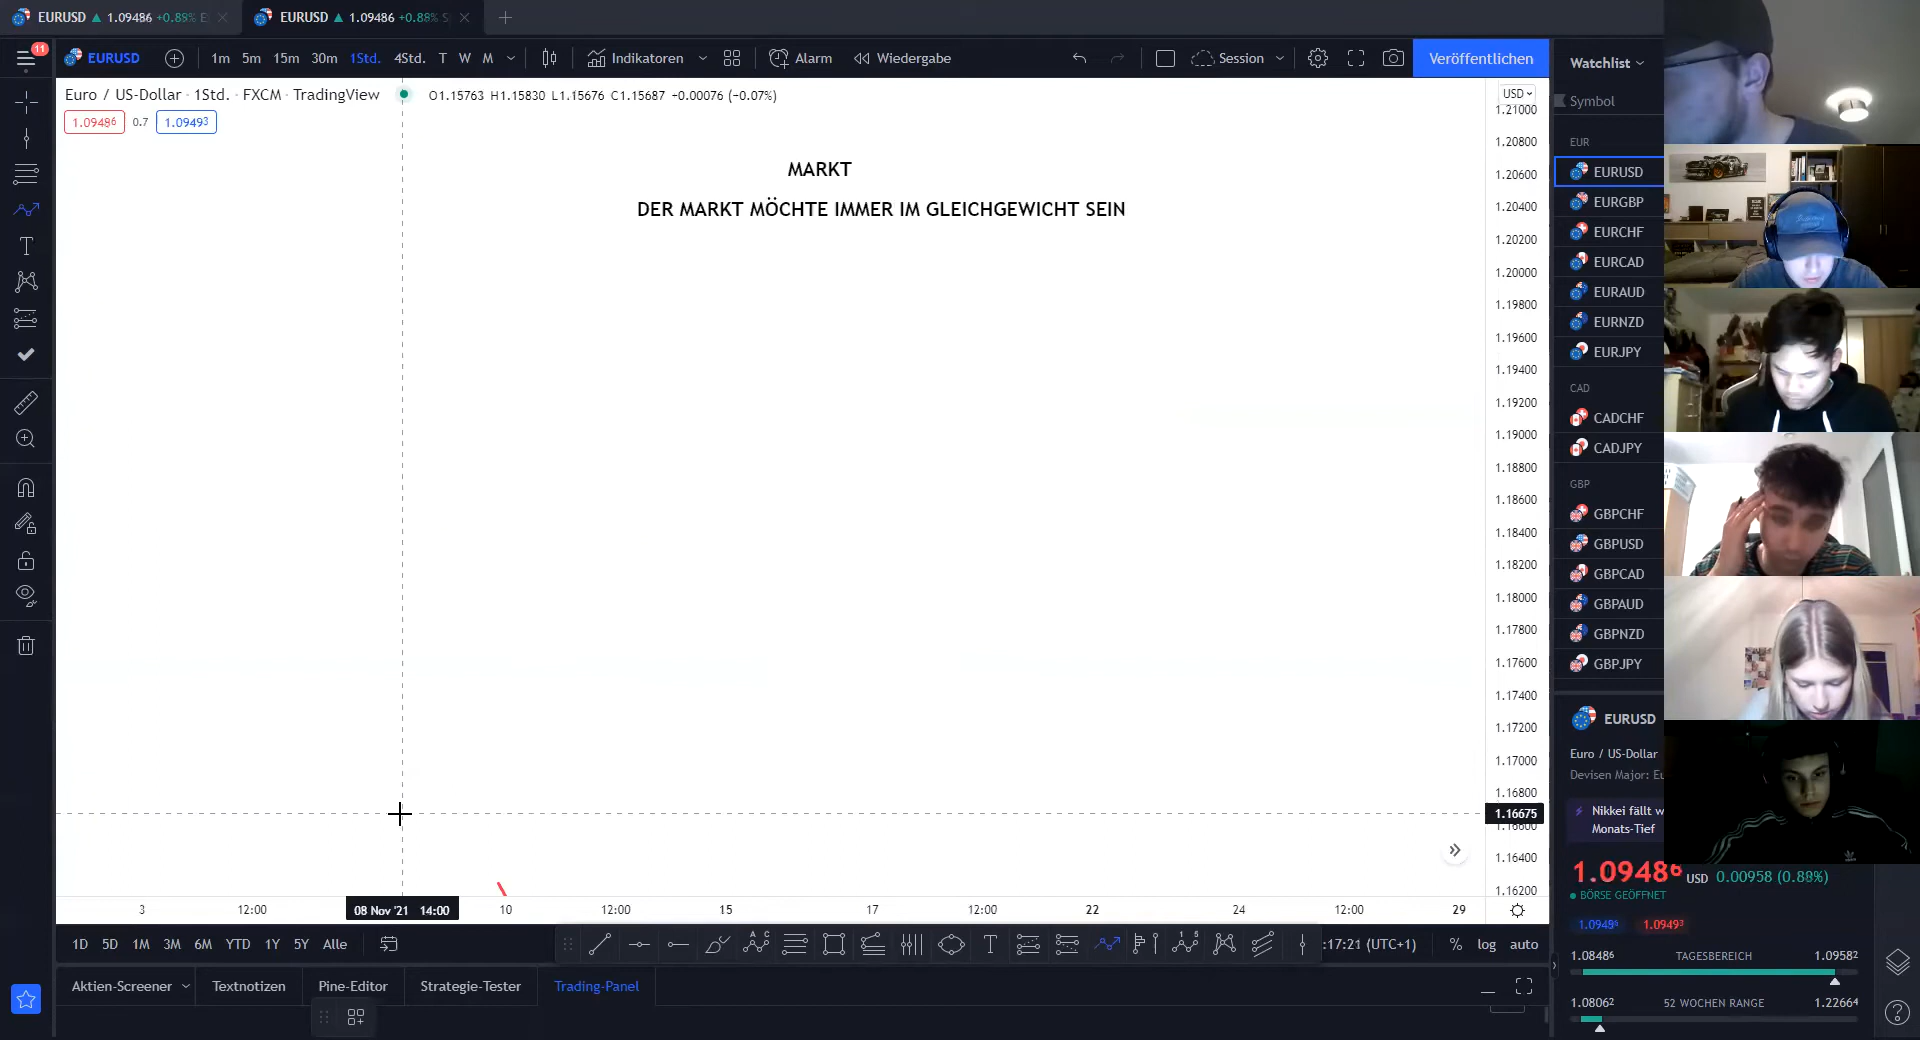 EURUSD ▲ 1.09486 +0.88% E
EURUSD ▲ 1.09486 +0.88% S
11
EURUSD
1m 5m 15m 30m 1Std. 4Std. T W M
Indikatoren
Alarm
Wiedergabe
Session
Veröffentlichen
Watchlist
Euro / US-Dollar · 1Std. · FXCM · TradingView
O1.15763 H1.15830 L1.15676 C1.15687 +0.00076 (−0.07%)
1.09486 0.7 1.09493
MARKT
DER MARKT MÖCHTE IMMER IM GLEICHGEWICHT SEIN
USD
1.21000
1.20800
1.20600
1.20400
1.20200
1.20000
1.19800
1.19600
1.19400
1.19200
1.19000
1.18800
1.18600
1.18400
1.18200
1.18000
1.17800
1.17600
1.17400
1.17200
1.17000
1.16800
1.16675
1.16600
1.16400
1.16200
3 12:00 08 Nov '21 14:00 10 12:00 15 17 12:00 22 24 12:00 29
1D 5D 1M 3M 6M YTD 1Y 5Y Alle
:17:21 (UTC+1) % log auto
Aktien-Screener Textnotizen Pine-Editor Strategie-Tester Trading-Panel
Symbol
EUR
EURUSD
EURGBP
EURCHF
EURCAD
EURAUD
EURNZD
EURJPY
CAD
CADCHF
CADJPY
GBP
GBPCHF
GBPUSD
GBPCAD
GBPAUD
GBPNZD
GBPJPY
EURUSD
Euro / US-Dollar
Devisen Major: Eu
Nikkei fällt w
Monats-Tief
1.09486 USD 0.00958 (0.88%)
BÖRSE GEÖFFNET
1.09486 1.09493
1.08486 TAGESBEREICH 1.09582
1.08062 52 WOCHEN RANGE 1.22664